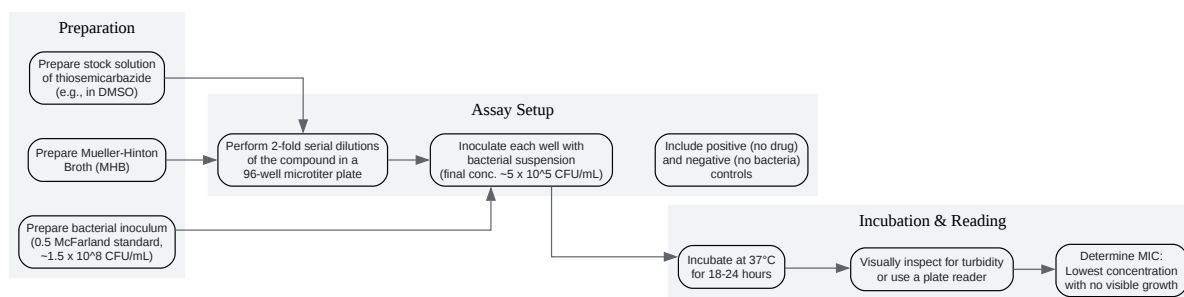 Preparation
Prepare stock solution
of thiosemicarbazide
(e.g., in DMSO)
Prepare Mueller-Hinton
Broth (MHB)
Prepare bacterial inoculum
(0.5 McFarland standard,
~1.5 x 10^8 CFU/mL)
Assay Setup
Perform 2-fold serial dilutions
of the compound in a
96-well microtiter plate
Inoculate each well with
bacterial suspension
(final conc. ~5 x 10^5 CFU/mL)
Include positive (no drug)
and negative (no bacteria)
controls
Incubation & Reading
Incubate at 37°C
for 18-24 hours
Visually inspect for turbidity
or use a plate reader
Determine MIC:
Lowest concentration
with no visible growth